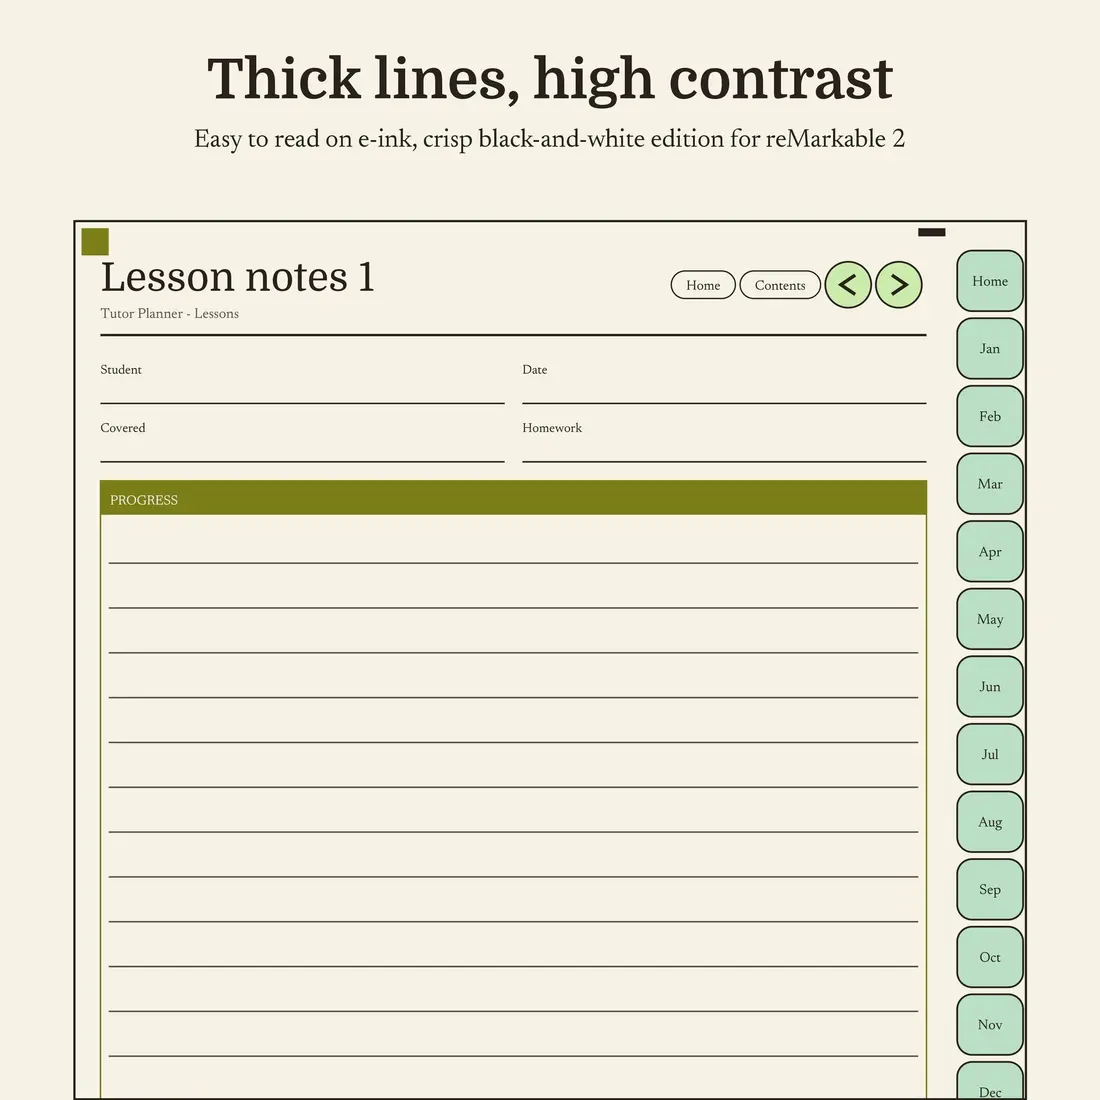 Thick lines, high contrast
Easy to read on e-ink, crisp black-and-white edition for reMarkable 2
Lesson notes 1
Home
Contents
Tutor Planner - Lessons
Student
Date
Covered
Homework
PROGRESS
Home
Jan
Feb
Mar
Apr
May
Jun
Jul
Aug
Sep
Oct
Nov
Dec